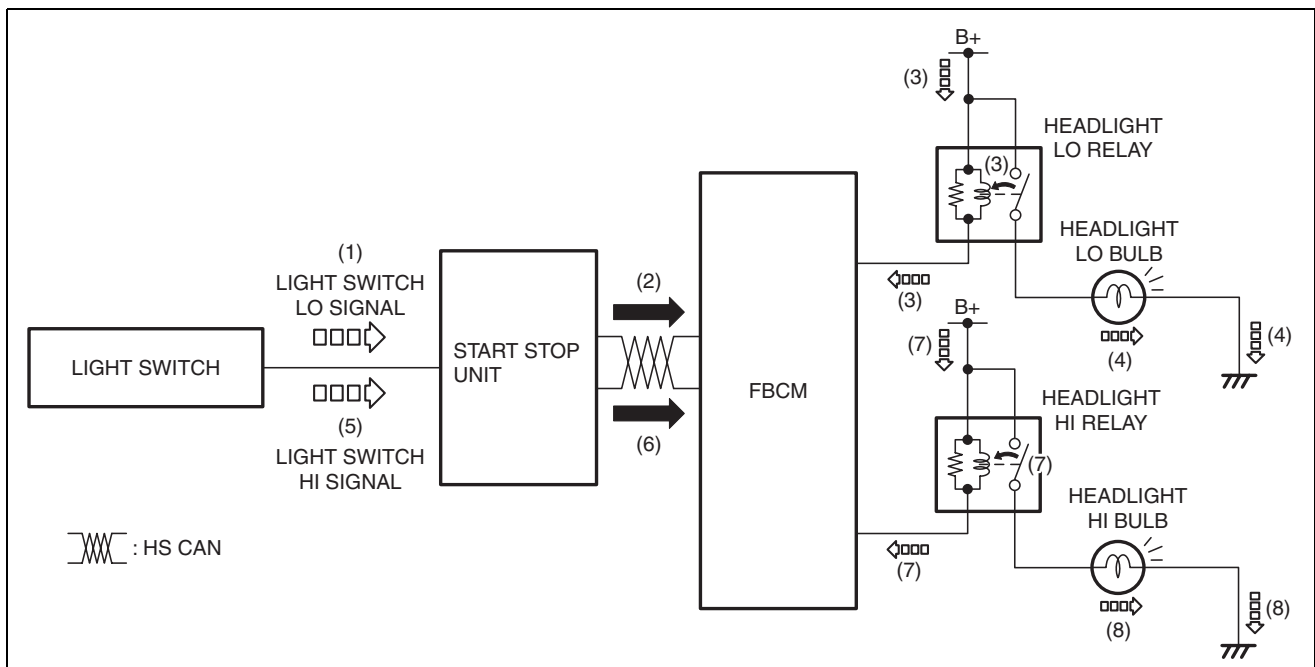 B+
(3)
HEADLIGHT
LO RELAY
(3)
HEADLIGHT
LO BULB
(1)
LIGHT SWITCH
LO SIGNAL
(2)
(3)
(4)
(4)
B+
(7)
LIGHT SWITCH
START STOP
UNIT
FBCM
HEADLIGHT
HI RELAY
(5)
LIGHT SWITCH
HI SIGNAL
(6)
(7)
HEADLIGHT
HI BULB
: HS CAN
(7)
(8)
(8)